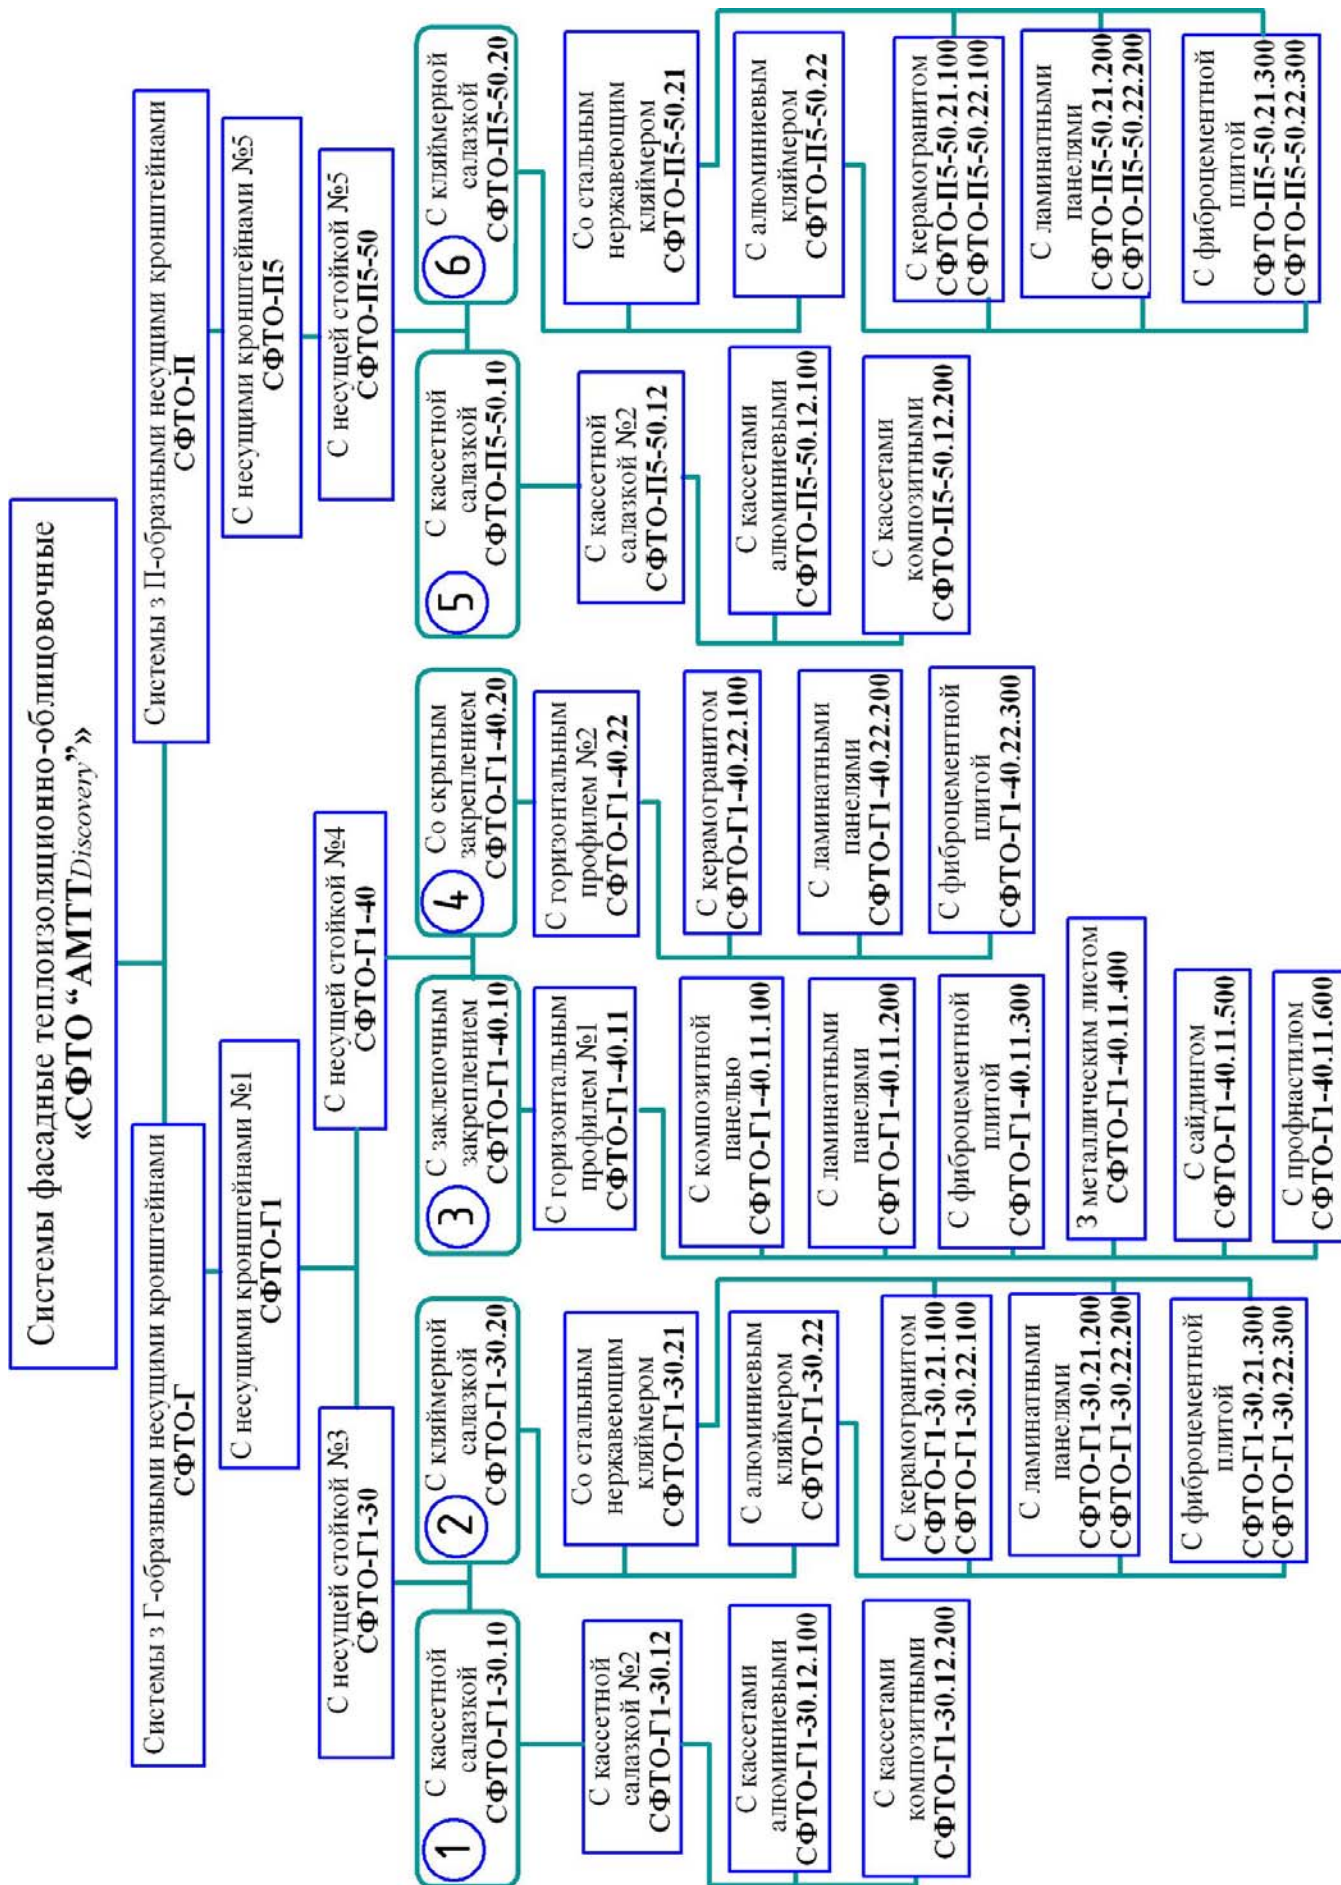 Системы фасадные теплоизоляционно-облицовочные
«СФТО “АМТТDiscovery”»
Системы з Г-образными несущими кронштейнами
СФТО-Г
Системы з П-образными несущими кронштейнами
СФТО-П
С несущими кронштейнами №1
СФТО-Г1
С несущими кронштейнами №5
СФТО-П5
С несущей стойкой №3
СФТО-Г1-30
С несущей стойкой №4
СФТО-Г1-40
С несущей стойкой №5
СФТО-П5-50
1
С кассетной
салазкой
СФТО-Г1-30.10
С кассетной
салазкой №2
СФТО-Г1-30.12
С кассетами
алюминиевыми
СФТО-Г1-30.12.100
С кассетами
композитными
СФТО-Г1-30.12.200
2
С кляймерной
салазкой
СФТО-Г1-30.20
Со стальным
нержавеющим
кляймером
СФТО-Г1-30.21
С алюминиевым
кляймером
СФТО-Г1-30.22
С керамогранитом
СФТО-Г1-30.21.100
СФТО-Г1-30.22.100
С ламинатными
панелями
СФТО-Г1-30.21.200
СФТО-Г1-30.22.200
С фиброцементной
плитой
СФТО-Г1-30.21.300
СФТО-Г1-30.22.300
3
С заклепочным
закреплением
СФТО-Г1-40.10
С горизонтальным
профилем №1
СФТО-Г1-40.11
С композитной
панелью
СФТО-Г1-40.11.100
С ламинатными
панелями
СФТО-Г1-40.11.200
С фиброцементной
плитой
СФТО-Г1-40.11.300
З металлическим листом
СФТО-Г1-40.11.400
С сайдингом
СФТО-Г1-40.11.500
С профнастилом
СФТО-Г1-40.11.600
4
Со скрытым
закреплением
СФТО-Г1-40.20
С горизонтальным
профилем №2
СФТО-Г1-40.22
С керамогранитом
СФТО-Г1-40.22.100
С ламинатными
панелями
СФТО-Г1-40.22.200
С фиброцементной
плитой
СФТО-Г1-40.22.300
5
С кассетной
салазкой
СФТО-П5-50.10
С кассетной
салазкой №2
СФТО-П5-50.12
С кассетами
алюминиевыми
СФТО-П5-50.12.100
С кассетами
композитными
СФТО-П5-50.12.200
6
С кляймерной
салазкой
СФТО-П5-50.20
Со стальным
нержавеющим
кляймером
СФТО-П5-50.21
С алюминиевым
кляймером
СФТО-П5-50.22
С керамогранитом
СФТО-П5-50.21.100
СФТО-П5-50.22.100
С ламинатными
панелями
СФТО-П5-50.21.200
СФТО-П5-50.22.200
С фиброцементной
плитой
СФТО-П5-50.21.300
СФТО-П5-50.22.300